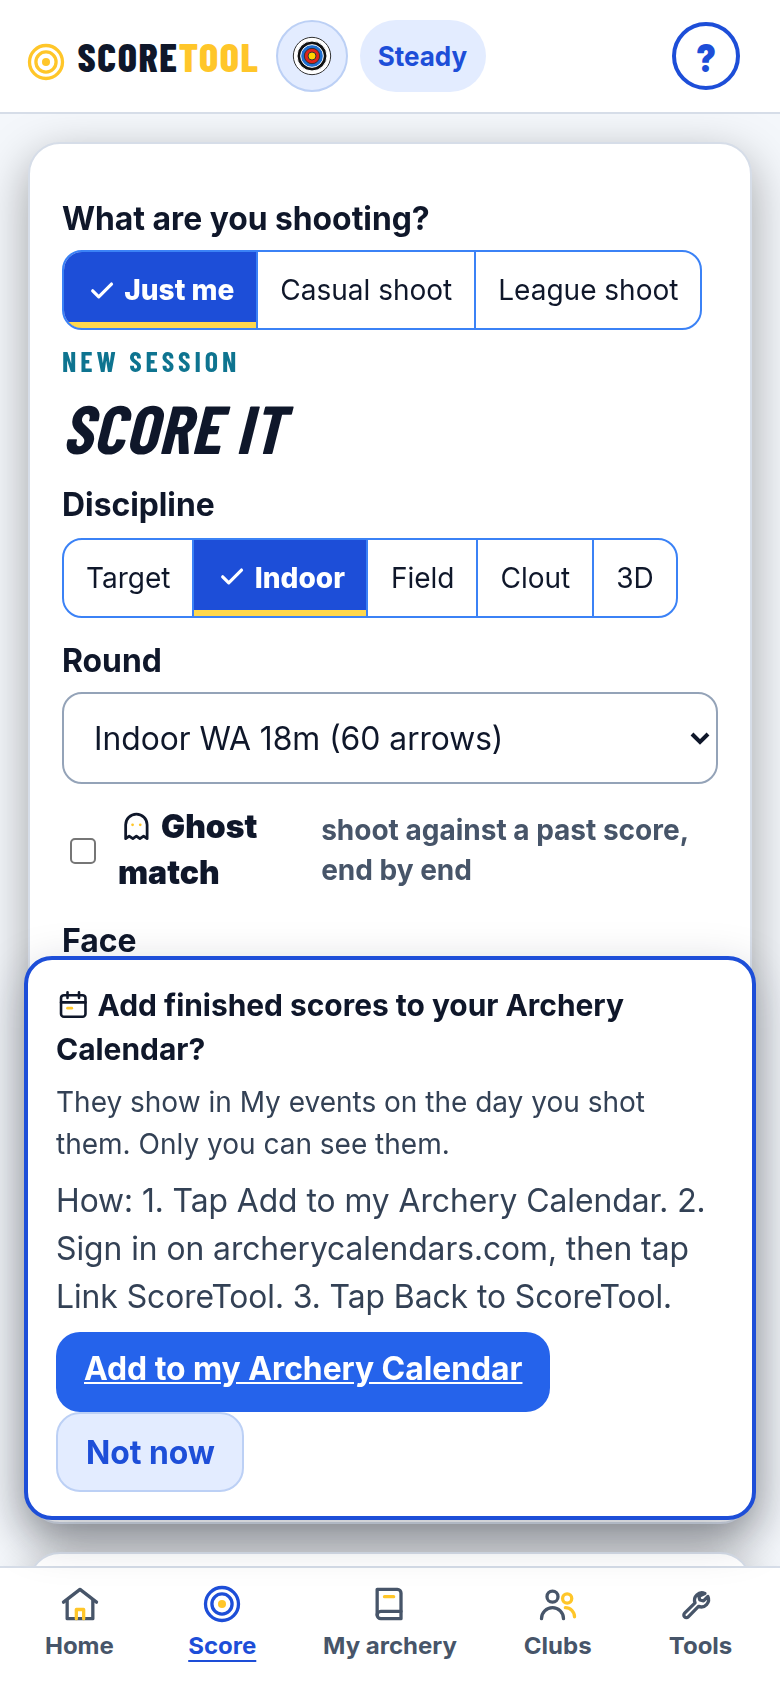 SCORETOOL
Steady
?
What are you shooting?
Just me Casual shoot League shoot
NEW SESSION
SCORE IT
Discipline
Target Indoor Field Clout 3D
Round
Indoor WA 18m (60 arrows)
Ghost match
shoot against a past score,
end by end
Face
Add finished scores to your Archery
Calendar?
They show in My events on the day you shot
them. Only you can see them.
How: 1. Tap Add to my Archery Calendar. 2.
Sign in on archerycalendars.com, then tap
Link ScoreTool. 3. Tap Back to ScoreTool.
Add to my Archery Calendar
Not now
Home Score My archery Clubs Tools